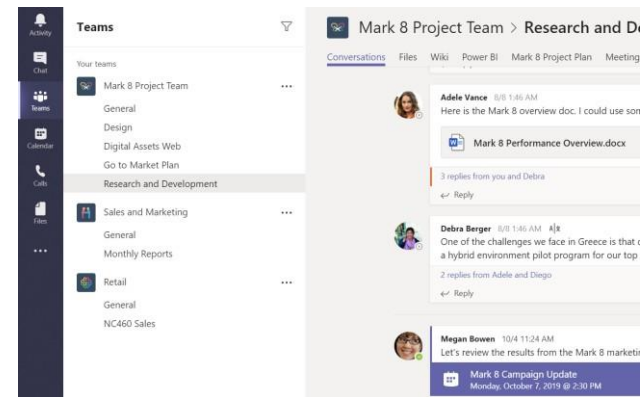 Activity
Chat
Teams
Calendar
Calls
Files
Teams
Your teams
Mark 8 Project Team
General
Design
Digital Assets Web
Go to Market Plan
Research and Development
Sales and Marketing
General
Monthly Reports
Retail
General
NC460 Sales
Mark 8 Project Team > Research and De
Conversations Files Wiki Power BI Mark 8 Project Plan Meeting
Adele Vance 8/8 1:46 AM
Here is the Mark 8 overview doc. I could use som
Mark 8 Performance Overview.docx
3 replies from you and Debra
Reply
Debra Berger 8/8 1:46 AM
One of the challenges we face in Greece is that
a hybrid environment pilot program for our top
2 replies from Adele and Diego
Reply
Megan Bowen 10/4 11:24 AM
Let's review the results from the Mark 8 marketin
Mark 8 Campaign Update
Monday, October 7, 2019 @ 2:30 PM